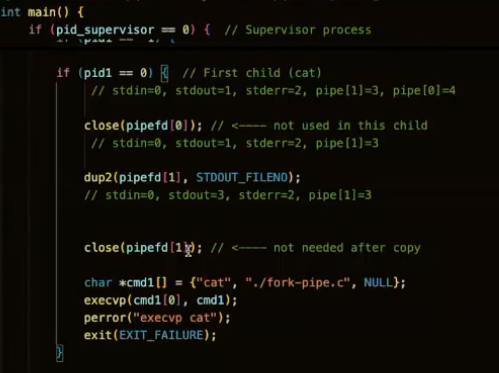 int main() {
if (pid_supervisor == 0) { // Supervisor process
if (pid1 == 0) { // First child (cat)
// stdin=0, stdout=1, stderr=2, pipe[1]=3, pipe[0]=4
close(pipefd[0]); // <---- not used in this child
// stdin=0, stdout=1, stderr=2, pipe[1]=3
dup2(pipefd[1], STDOUT_FILENO);
// stdin=0, stdout=3, stderr=2, pipe[1]=3
close(pipefd[1]); // <---- not needed after copy
char *cmd1[] = {"cat", "./fork-pipe.c", NULL};
execvp(cmd1[0], cmd1);
perror("execvp cat");
exit(EXIT_FAILURE);
}